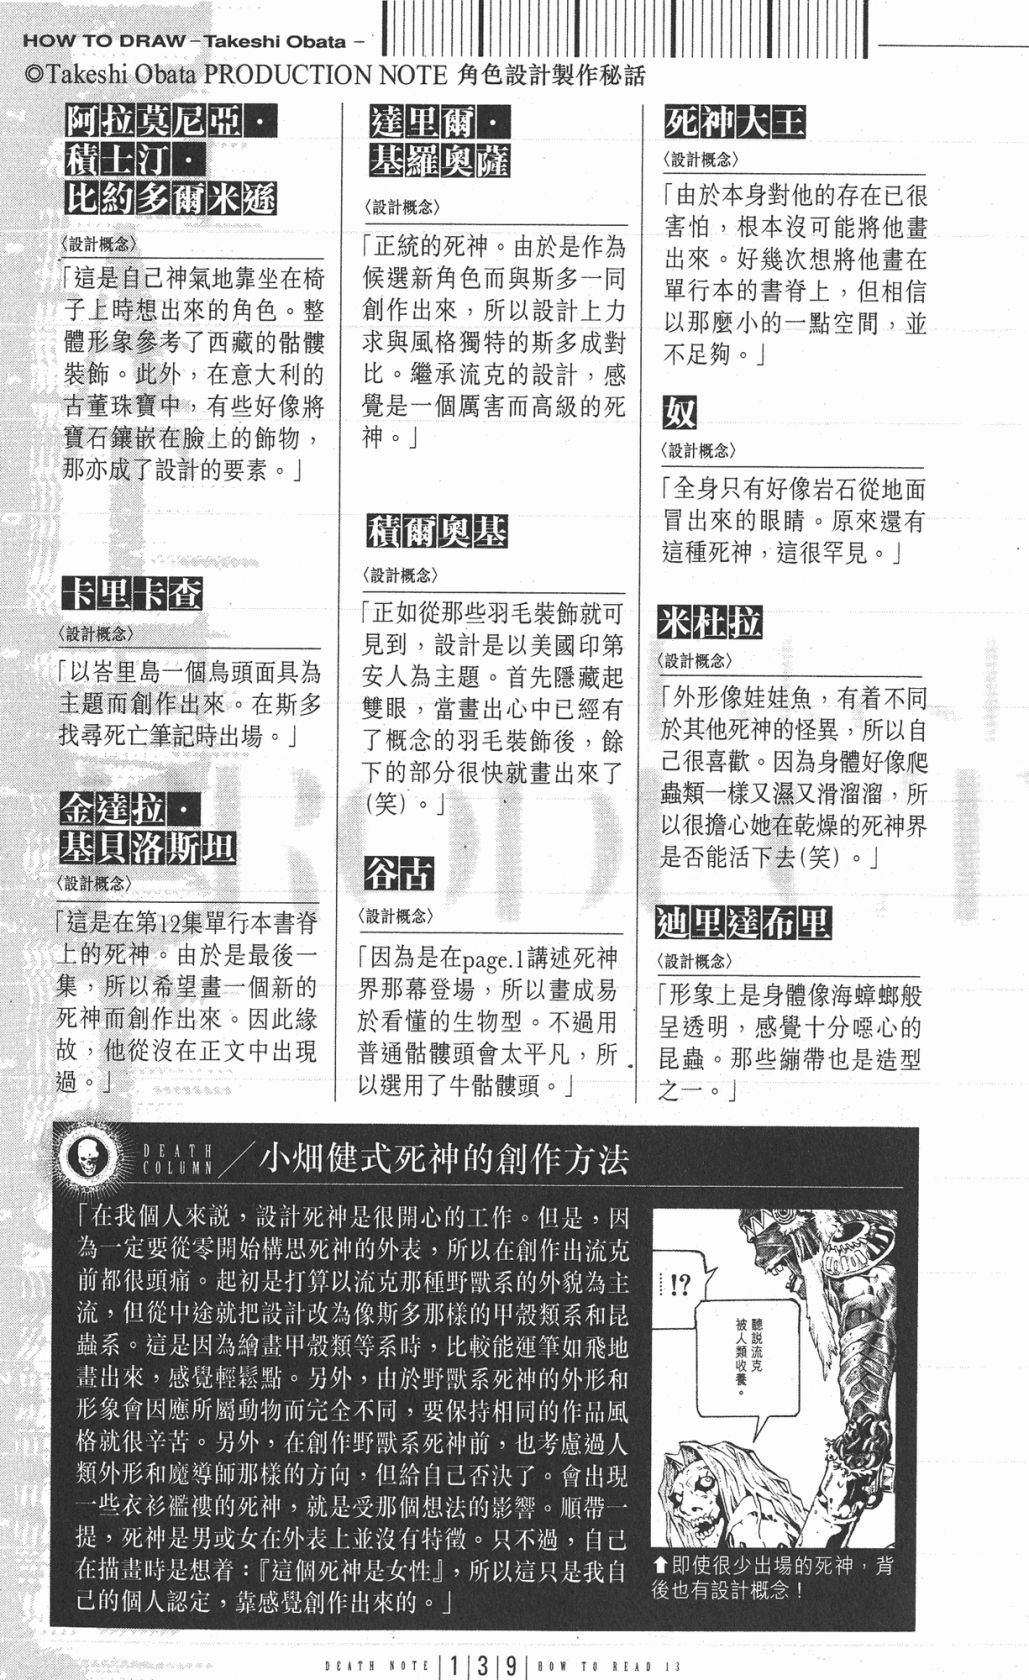 HOW TO DRAW–Takeshi Obata –
◎Takeshi Obata PRODUCTION NOTE 角色設計製作秘話
阿拉莫尼亞・
積士汀・
比約多爾米遜
〈設計概念〉
「這是自己神氣地靠坐在椅
子上時想出來的角色。整
體形象參考了西藏的骷髏
裝飾。此外，在意大利的
古董珠寶中，有些好像將
寶石鑲嵌在臉上的飾物，
那亦成了設計的要素。」
卡里卡查
〈設計概念〉
「以峇里島一個鳥頭面具為
主題而創作出來。在斯多
找尋死亡筆記時出場。」
金達拉・
基貝洛斯坦
〈設計概念〉
「這是在第12集單行本書脊
上的死神。由於是最後一
集，所以希望畫一個新的
死神而創作出來。因此緣
故，他從沒在正文中出現
過。」
達里爾・
基羅奧薩
〈設計概念〉
「正統的死神。由於是作為
候選新角色而與斯多一同
創作出來，所以設計上力
求與風格獨特的斯多成對
比。繼承流克的設計，感
覺是一個厲害而高級的死
神。」
積爾奧基
〈設計概念〉
「正如從那些羽毛裝飾就可
見到，設計是以美國印第
安人為主題。首先隱藏起
雙眼，當畫出心中已經有
了概念的羽毛裝飾後，餘
下的部分很快就畫出來了
(笑)。」
谷古
〈設計概念〉
「因為是在page.1講述死神
界那幕登場，所以畫成易
於看懂的生物型。不過用
普通骷髏頭會太平凡，所
以選用了牛骷髏頭。」
死神大王
〈設計概念〉
「由於本身對他的存在已很
害怕，根本沒可能將他畫
出來。好幾次想將他畫在
單行本的書脊上，但相信
以那麼小的一點空間，並
不足夠。」
奴
〈設計概念〉
「全身只有好像岩石從地面
冒出來的眼睛。原來還有
這種死神，這很罕見。」
米杜拉
〈設計概念〉
「外形像娃娃魚，有着不同
於其他死神的怪異，所以自
己很喜歡。因為身體好像爬
蟲類一樣又濕又滑溜溜，所
以很擔心她在乾燥的死神界
是否能活下去(笑)。」
迪里達布里
〈設計概念〉
「形象上是身體像海蟑螂般
呈透明，感覺十分噁心的
昆蟲。那些繃帶也是造型
之一。」
DEATH
COLUMN
／小畑健式死神的創作方法
「在我個人來説，設計死神是很開心的工作。但是，因
為一定要從零開始構思死神的外表，所以在創作出流克
前都很頭痛。起初是打算以流克那種野獸系的外貌為主
流，但從中途就把設計改為像斯多那樣的甲殼類系和昆
蟲系。這是因為繪畫甲殼類等系時，比較能運筆如飛地
畫出來，感覺輕鬆點。另外，由於野獸系死神的外形和
形象會因應所屬動物而完全不同，要保持相同的作品風
格就很辛苦。另外，在創作野獸系死神前，也考慮過人
類外形和魔導師那樣的方向，但給自己否決了。會出現
一些衣衫襤褸的死神，就是受那個想法的影響。順帶一
提，死神是男或女在外表上並沒有特徵。只不過，自己
在描畫時是想着：『這個死神是女性』，所以這只是我自
己的個人認定，靠感覺創作出來的。」
……!?
聽説流克
被人類收養。
⬆即使很少出場的死神，背
後也有設計概念！
DEATH NOTE |1|3|9| HOW TO READ 13